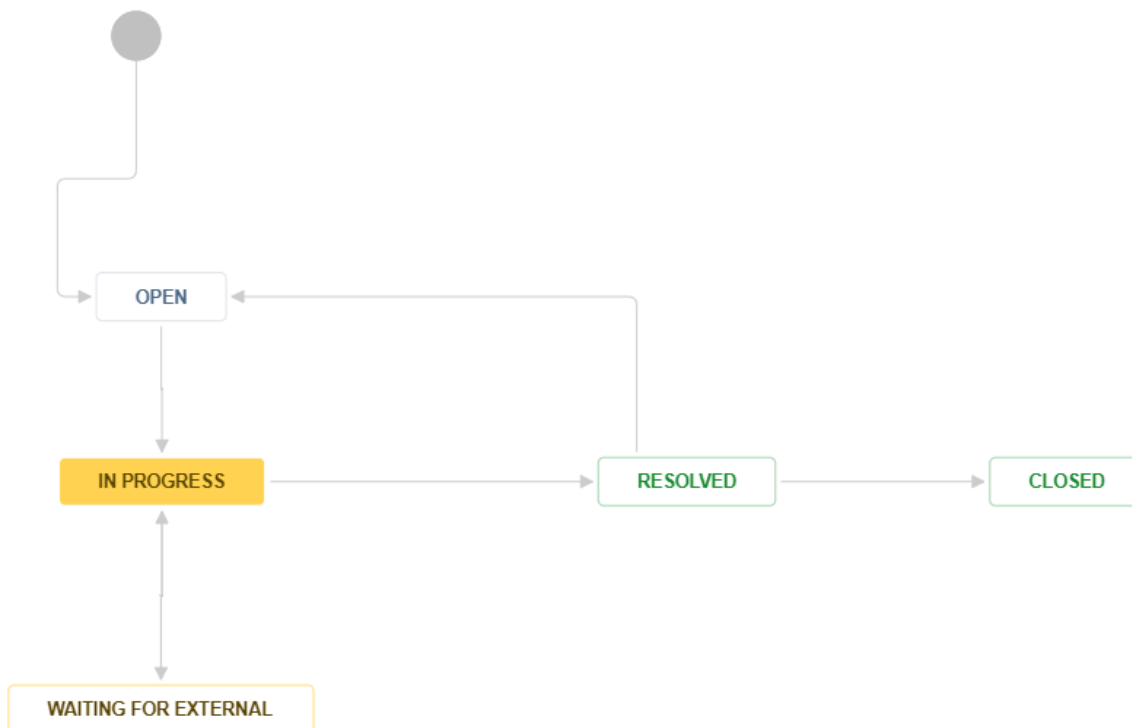 OPEN
IN PROGRESS
RESOLVED
CLOSED
WAITING FOR EXTERNAL